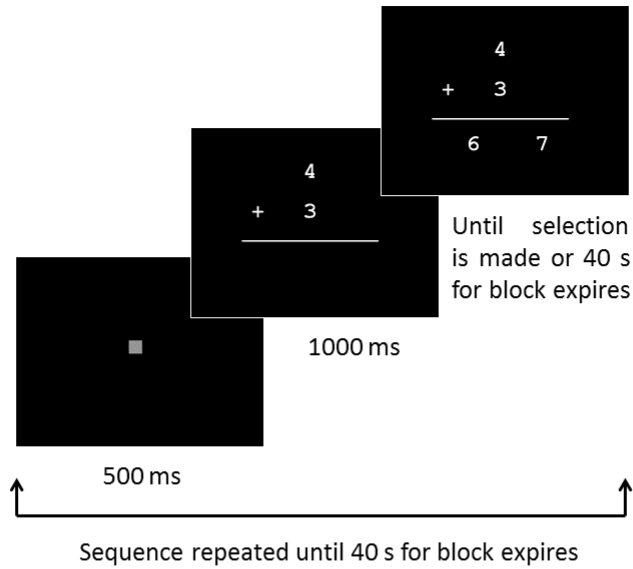 4
+ 3
6 7
Until selection
is made or 40 s
for block expires
4
+ 3
1000 ms
500 ms
Sequence repeated until 40 s for block expires